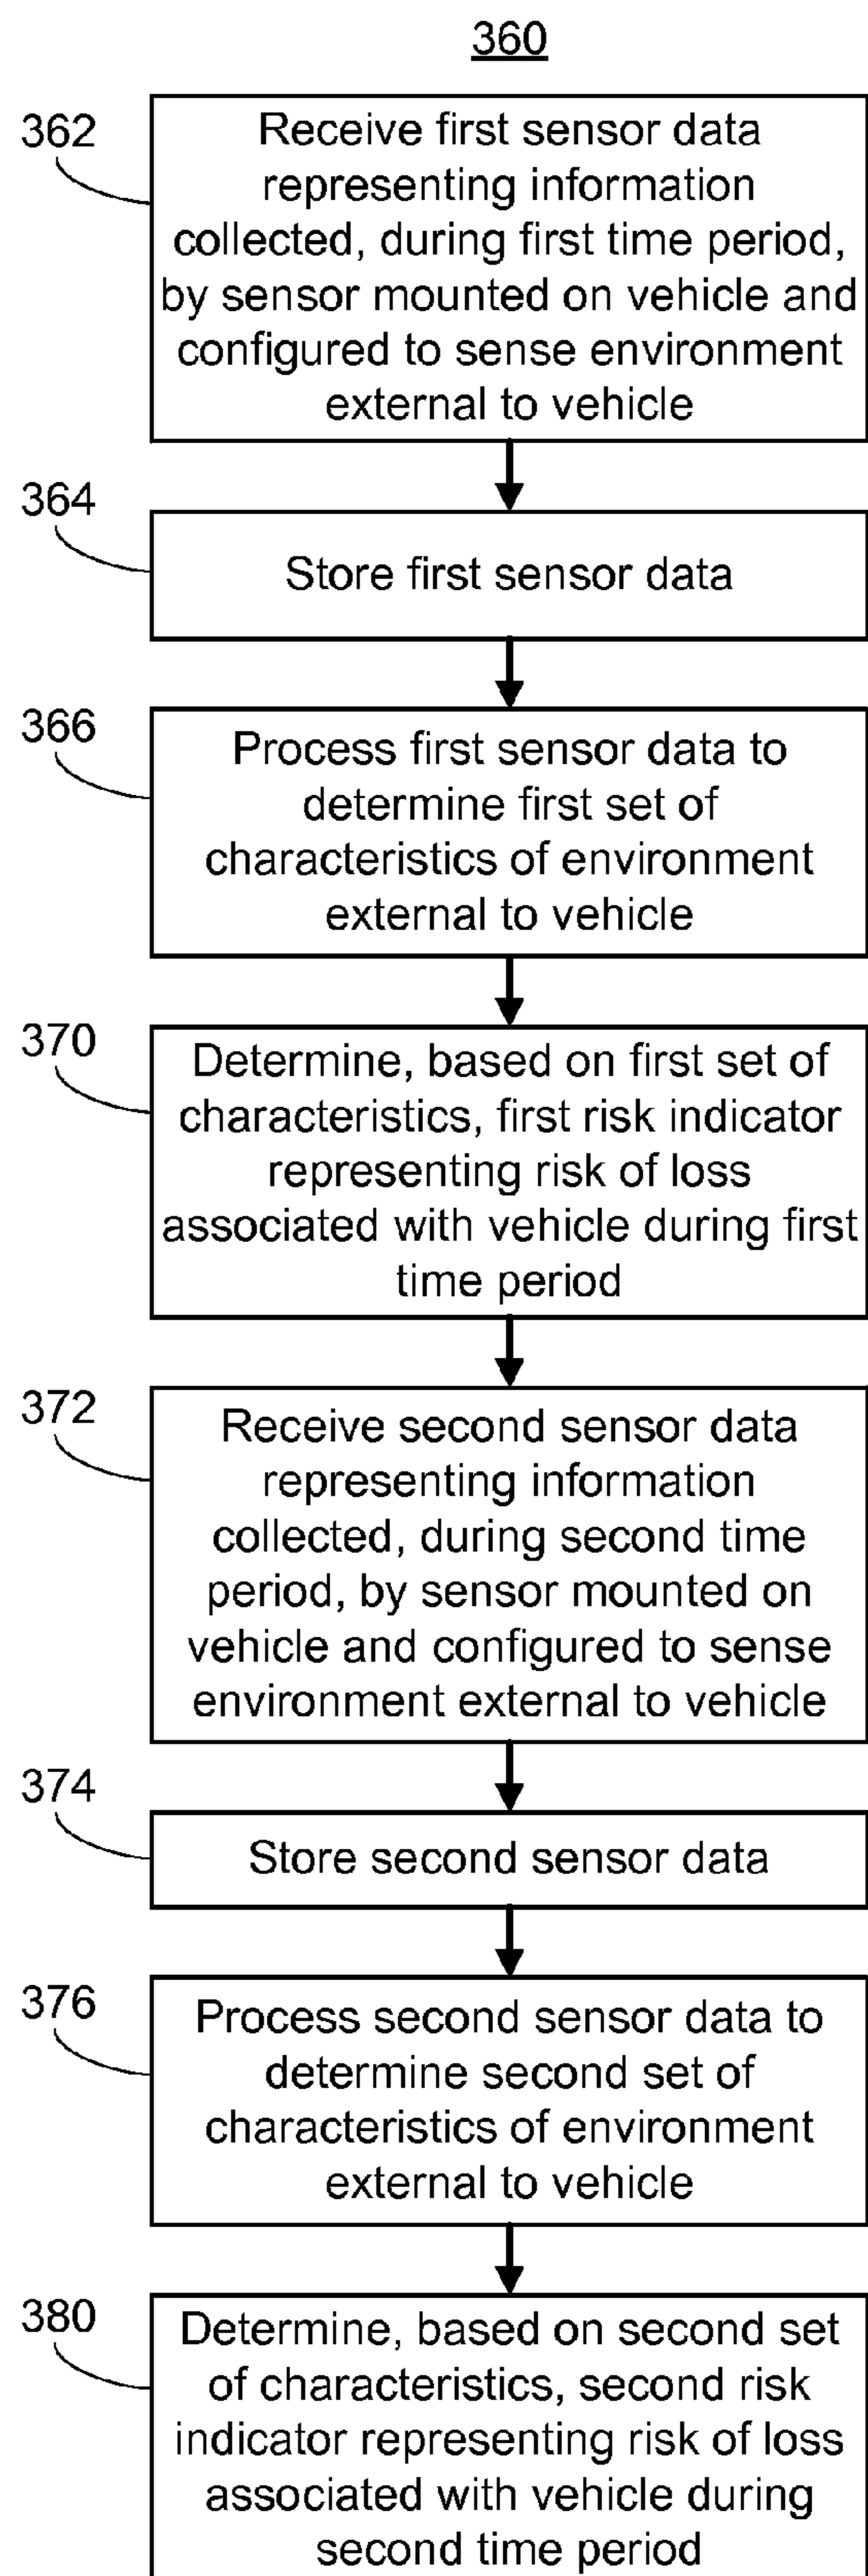 360
362
Receive first sensor data
representing information
collected, during first time period,
by sensor mounted on vehicle and
configured to sense environment
external to vehicle
364
Store first sensor data
366
Process first sensor data to
determine first set of
characteristics of environment
external to vehicle
370
Determine, based on first set of
characteristics, first risk indicator
representing risk of loss
associated with vehicle during first
time period
372
Receive second sensor data
representing information
collected, during second time
period, by sensor mounted on
vehicle and configured to sense
environment external to vehicle
374
Store second sensor data
376
Process second sensor data to
determine second set of
characteristics of environment
external to vehicle
380
Determine, based on second set
of characteristics, second risk
indicator representing risk of loss
associated with vehicle during
second time period